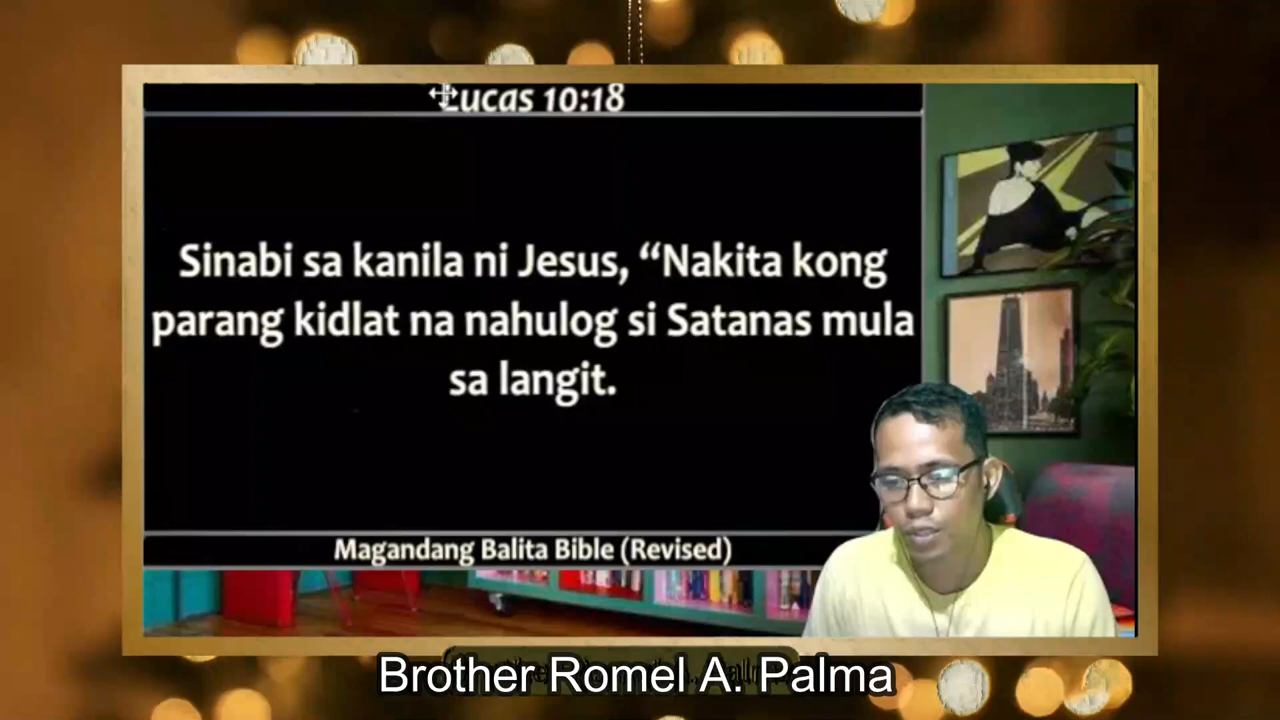 Lucas 10:18
Sinabi sa kanila ni Jesus, “Nakita kong
parang kidlat na nahulog si Satanas mula
sa langit.
Magandang Balita Bible (Revised)
Brother Romel A. Palma